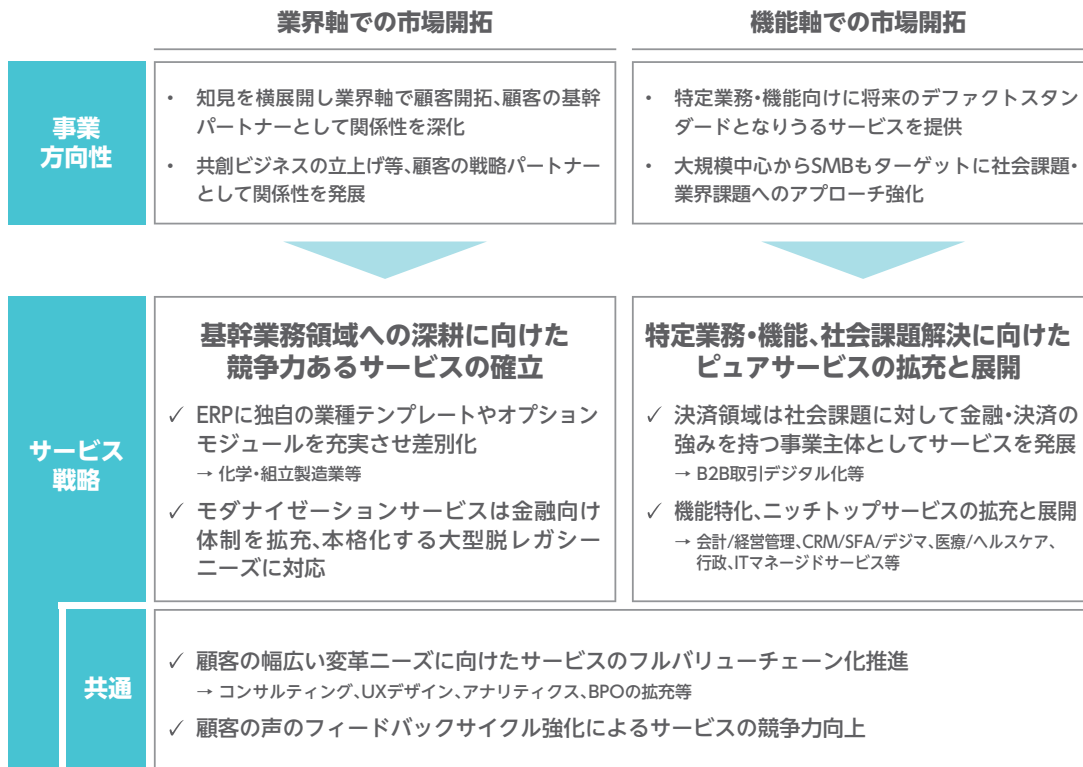 業界軸での市場開拓
機能軸での市場開拓
事業
方向性
・ 知見を横展開し業界軸で顧客開拓、顧客の基幹
パートナーとして関係性を深化
・ 共創ビジネスの立上げ等、顧客の戦略パートナー
として関係性を発展
・ 特定業務・機能向けに将来のデファクトスタン
ダードとなりうるサービスを提供
・ 大規模中心からSMBもターゲットに社会課題・
業界課題へのアプローチ強化
サービス
戦略
基幹業務領域への深耕に向けた
競争力あるサービスの確立
✓ ERPに独自の業種テンプレートやオプション
モジュールを充実させ差別化
→ 化学・組立製造業等
✓ モダナイゼーションサービスは金融向け
体制を拡充、本格化する大型脱レガシー
ニーズに対応
特定業務・機能、社会課題解決に向けた
ピュアサービスの拡充と展開
✓ 決済領域は社会課題に対して金融・決済の
強みを持つ事業主体としてサービスを発展
→ B2B取引デジタル化等
✓ 機能特化、ニッチトップサービスの拡充と展開
→ 会計/経営管理、CRM/SFA/デジマ、医療/ヘルスケア、
行政、ITマネージドサービス等
共通
✓ 顧客の幅広い変革ニーズに向けたサービスのフルバリューチェーン化推進
→ コンサルティング、UXデザイン、アナリティクス、BPOの拡充等
✓ 顧客の声のフィードバックサイクル強化によるサービスの競争力向上